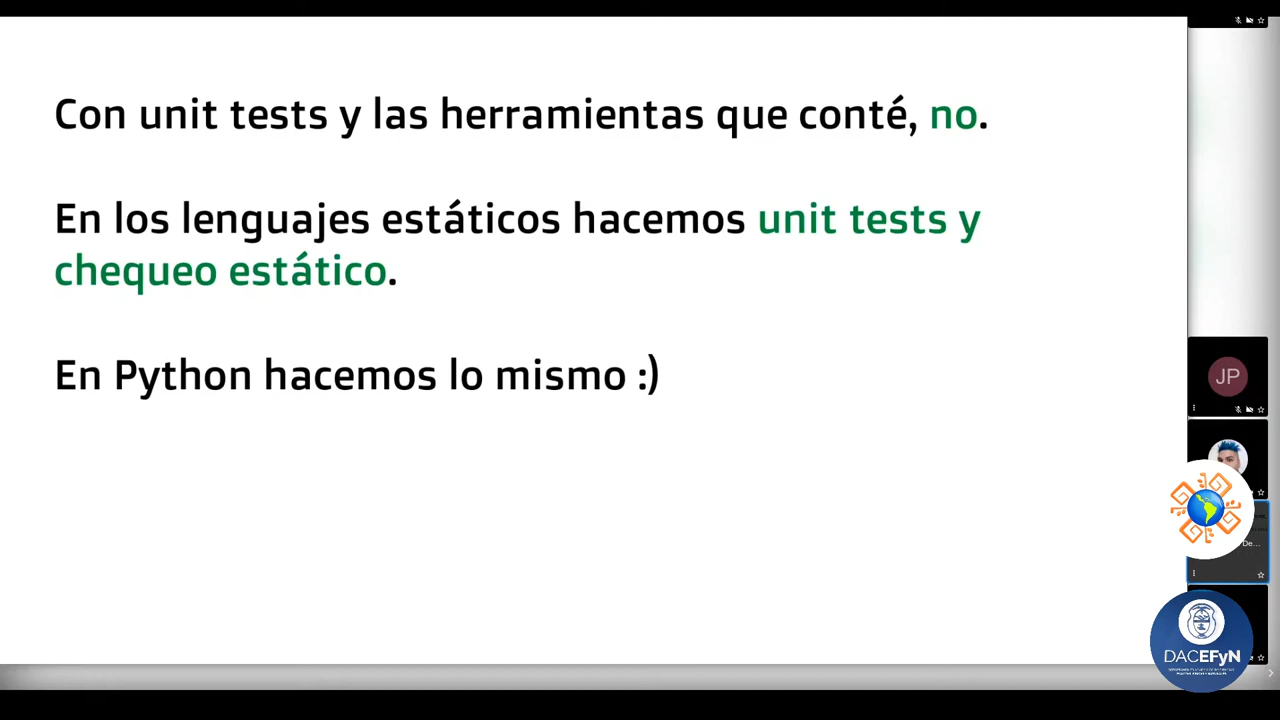 Con unit tests y las herramientas que conté, no.
En los lenguajes estáticos hacemos unit tests y
chequeo estático.
En Python hacemos lo mismo :)
JP
De...
DACEFyN